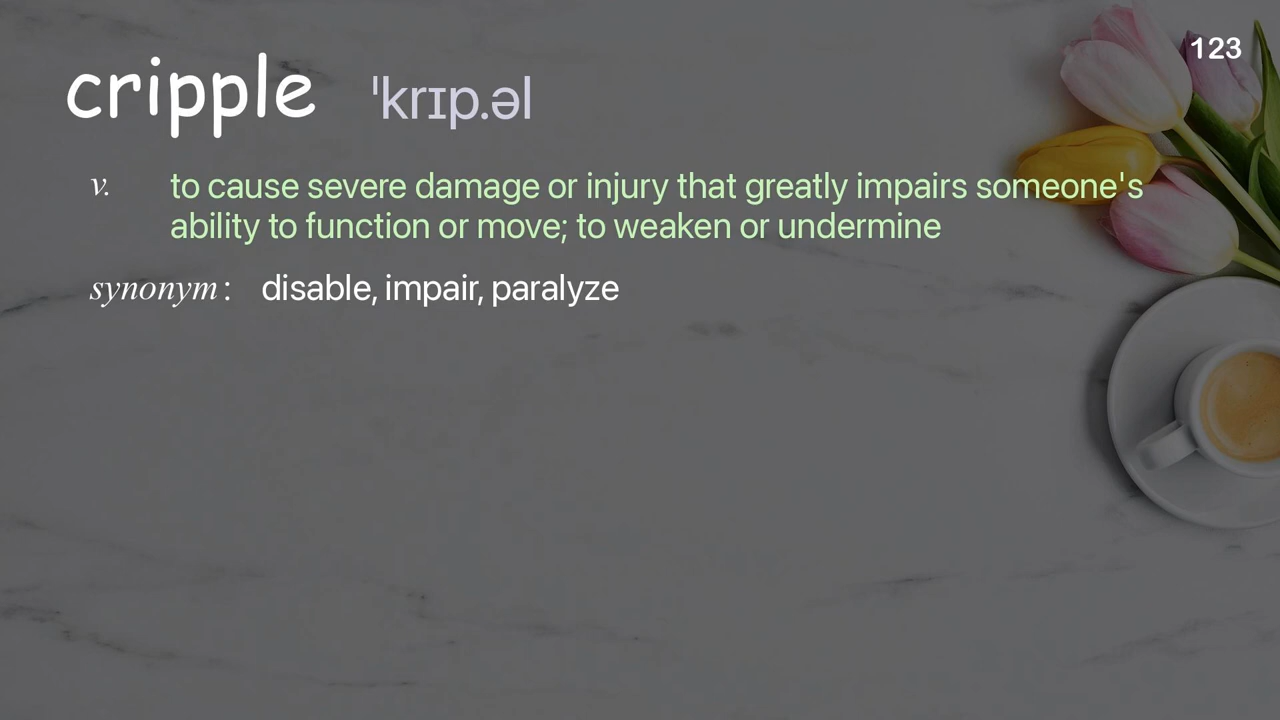 123
cripple ˈkrɪp.əl
v. to cause severe damage or injury that greatly impairs someone's
ability to function or move; to weaken or undermine
synonym : disable, impair, paralyze